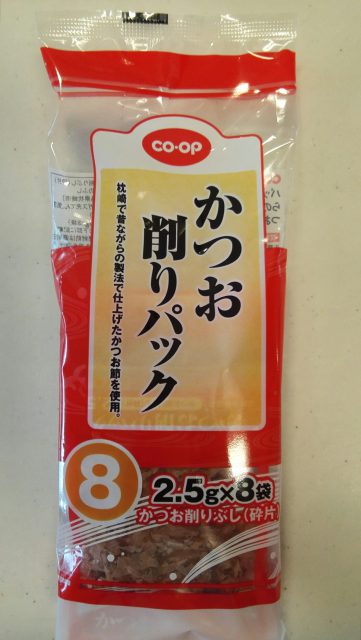 co-op
かつお
削りパック
枕崎で昔ながらの製法で仕上げたかつお節を使用。
8
2.5g×8袋
かつお削りぶし(砕片)